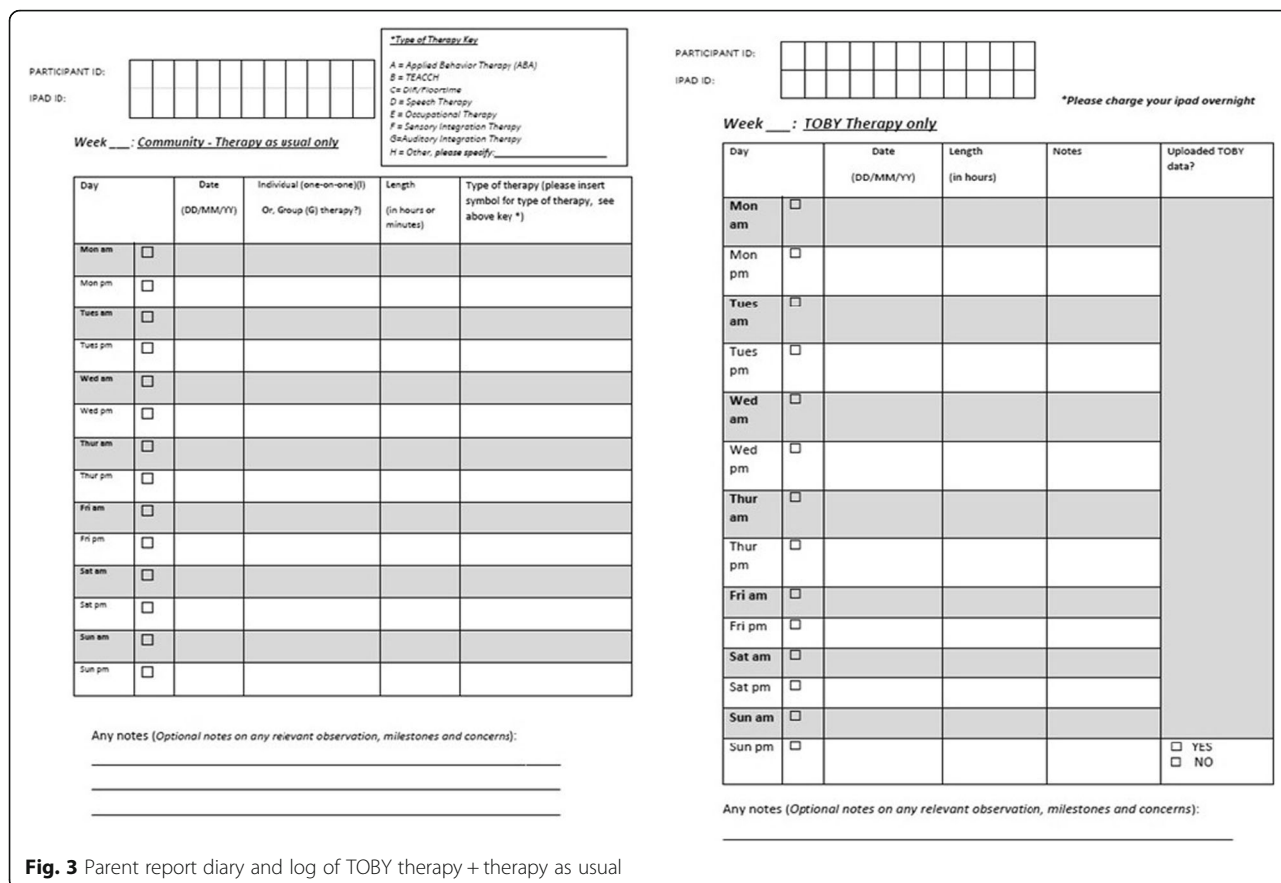 PARTICIPANT ID:
IPAD ID:
*Type of Therapy Key
A = Applied Behavior Therapy (ABA)
B = TEACCH
C= DIR/Floortime
D = Speech Therapy
E = Occupational Therapy
F = Sensory Integration Therapy
G=Auditory Integration Therapy
H = Other, please specify:____________________
Week ___: Community - Therapy as usual only
Day Date Individual (one-on-one)(I) Length Type of therapy (please insert
(DD/MM/YY) Or, Group (G) therapy?) (in hours or symbol for type of therapy, see
minutes) above key *)
Mon am ☐
Mon pm ☐
Tues am ☐
Tues pm ☐
Wed am ☐
Wed pm ☐
Thur am ☐
Thur pm ☐
Fri am ☐
Fri pm ☐
Sat am ☐
Sat pm ☐
Sun am ☐
Sun pm ☐
Any notes (Optional notes on any relevant observation, milestones and concerns):
PARTICIPANT ID:
IPAD ID:
*Please charge your ipad overnight
Week ___: TOBY Therapy only
Day Date Length Notes Uploaded TOBY
(DD/MM/YY) (in hours) data?
Mon ☐
am
Mon ☐
pm
Tues ☐
am
Tues ☐
pm
Wed ☐
am
Wed ☐
pm
Thur ☐
am
Thur ☐
pm
Fri am ☐
Fri pm ☐
Sat am ☐
Sat pm ☐
Sun am ☐
Sun pm ☐ ☐ YES
☐ NO
Any notes (Optional notes on any relevant observation, milestones and concerns):
Fig. 3 Parent report diary and log of TOBY therapy + therapy as usual